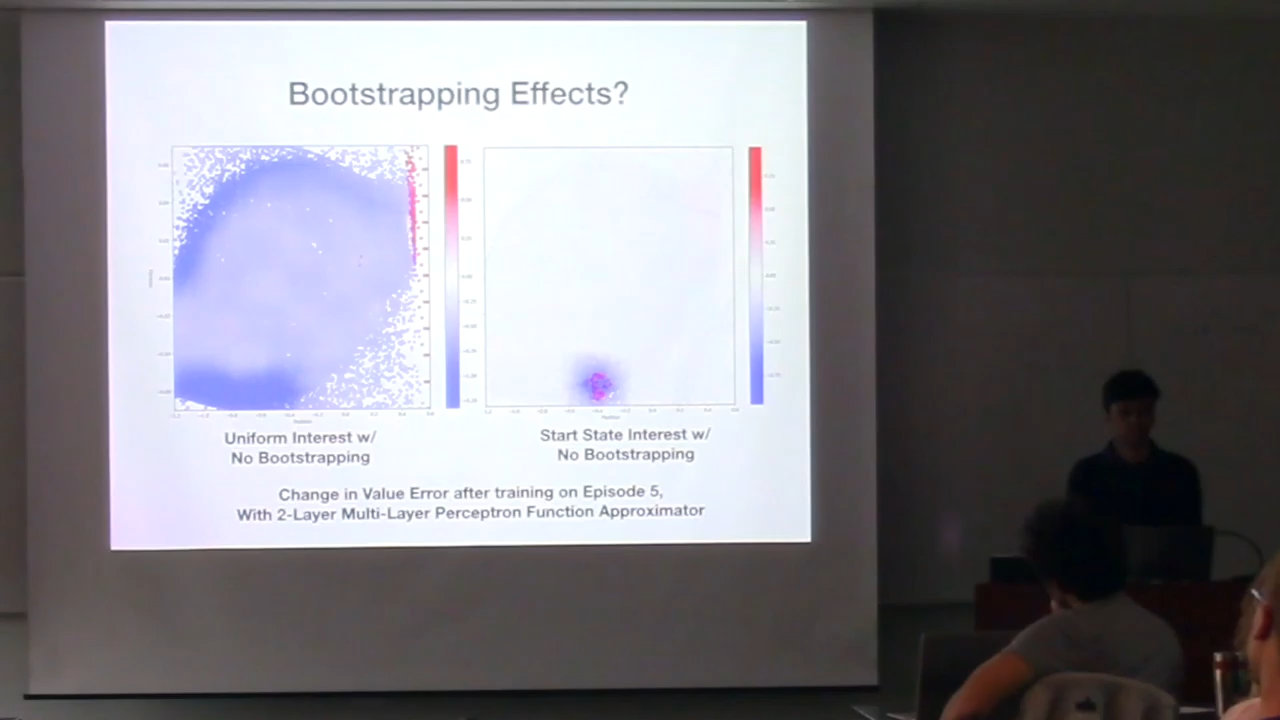 Bootstrapping Effects?
Uniform Interest w/
No Bootstrapping
Start State Interest w/
No Bootstrapping
Change in Value Error after training on Episode 5,
With 2-Layer Multi-Layer Perceptron Function Approximator